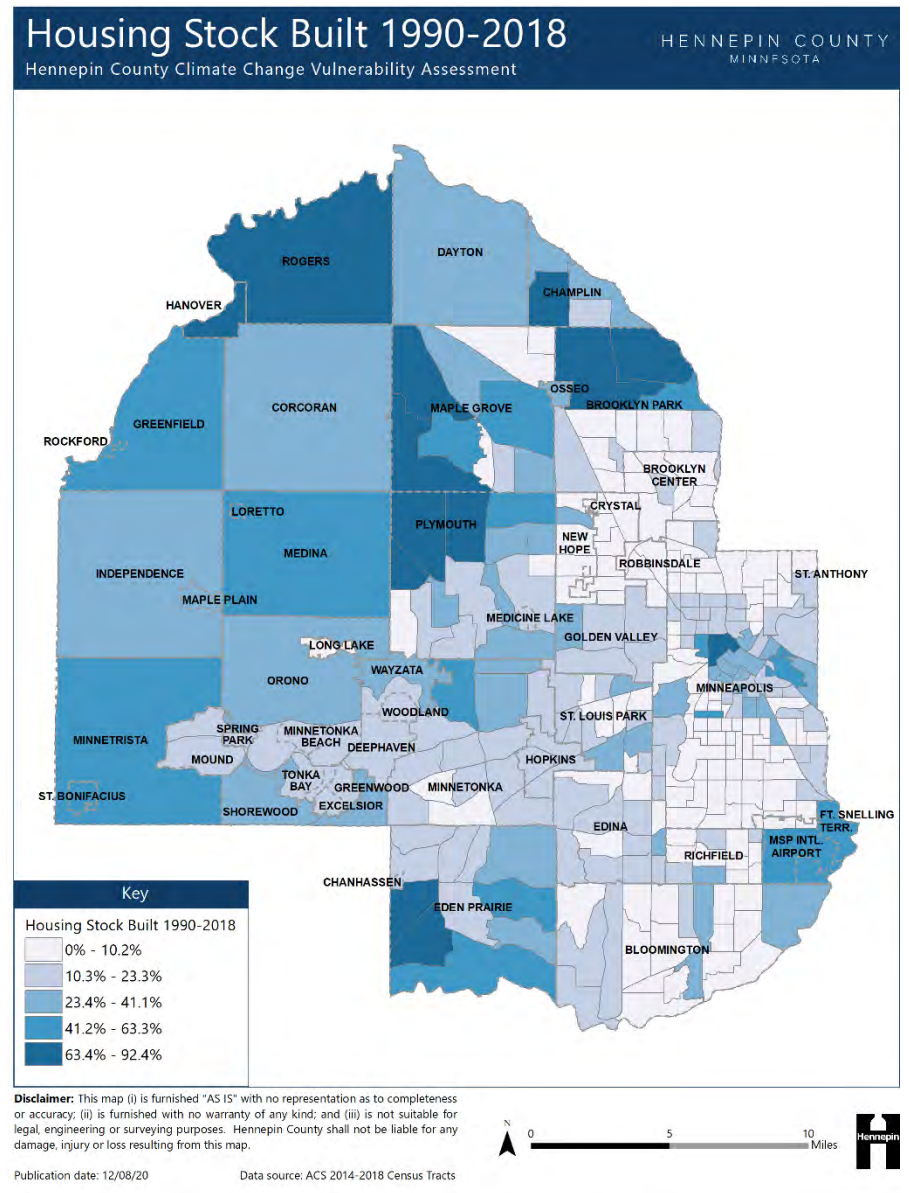 Housing Stock Built 1990-2018
Hennepin County Climate Change Vulnerability Assessment
HENNEPIN COUNTY
MINNESOTA
ROGERS
DAYTON
HANOVER
CHAMPLIN
OSSEO
CORCORAN
MAPLE GROVE
BROOKLYN PARK
GREENFIELD
ROCKFORD
BROOKLYN
CENTER
LORETTO
CRYSTAL
PLYMOUTH
NEW
HOPE
MEDINA
ROBBINSDALE
INDEPENDENCE
ST. ANTHONY
MAPLE PLAIN
MEDICINE LAKE
GOLDEN VALLEY
LONG LAKE
WAYZATA
ORONO
MINNEAPOLIS
WOODLAND
ST. LOUIS PARK
SPRING
PARK
MINNETONKA
BEACH
MINNETRISTA
DEEPHAVEN
MOUND
HOPKINS
TONKA
BAY
GREENWOOD
MINNETONKA
ST. BONIFACIUS
EXCELSIOR
SHOREWOOD
FT. SNELLING
TERR.
EDINA
MSP INTL.
AIRPORT
RICHFIELD
CHANHASSEN
EDEN PRAIRIE
BLOOMINGTON
Key
Housing Stock Built 1990-2018
0% - 10.2%
10.3% - 23.3%
23.4% - 41.1%
41.2% - 63.3%
63.4% - 92.4%
Disclaimer: This map (i) is furnished "AS IS" with no representation as to completeness
or accuracy; (ii) is furnished with no warranty of any kind; and (iii) is not suitable for
legal, engineering or surveying purposes. Hennepin County shall not be liable for any
damage, injury or loss resulting from this map.
Publication date: 12/08/20
Data source: ACS 2014-2018 Census Tracts
N
0
5
10
Miles
Hennepin